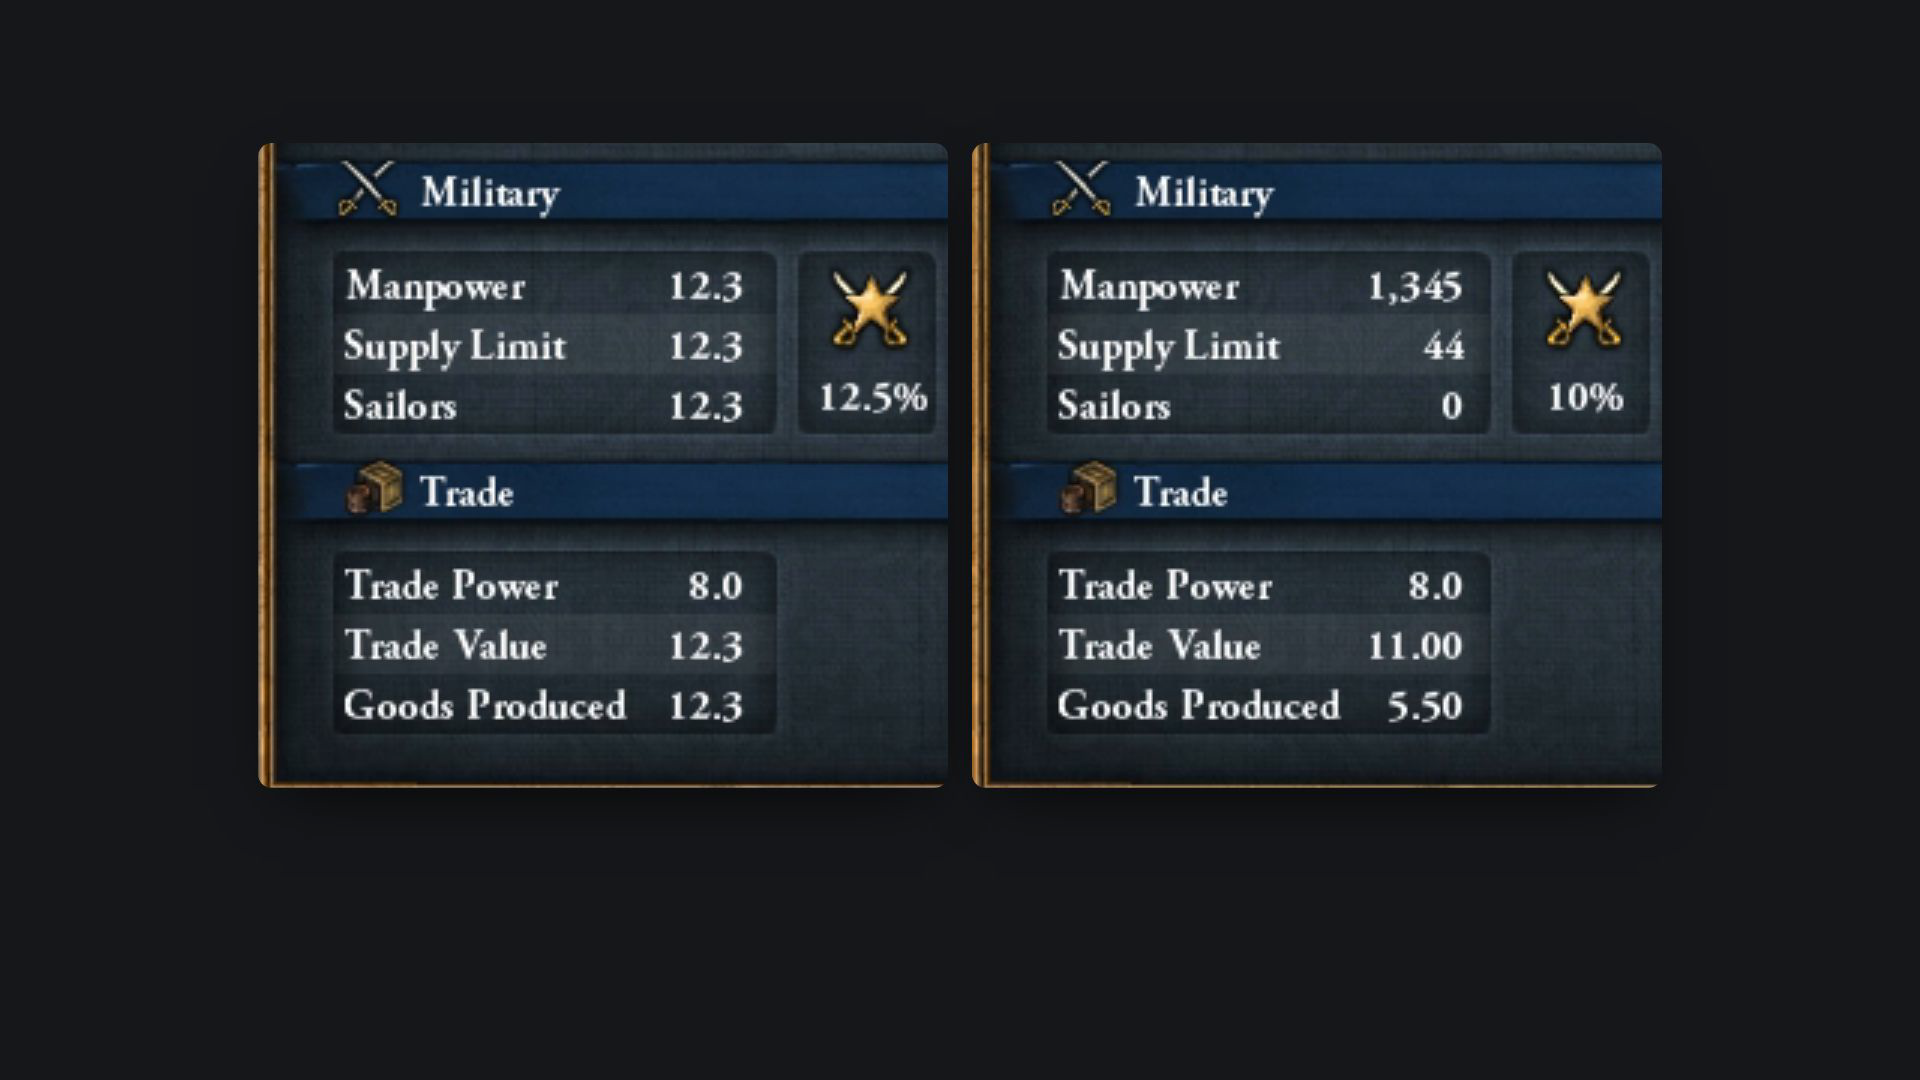 Military
Manpower 12.3
Supply Limit 12.3
Sailors 12.3
12.5%
Trade
Trade Power 8.0
Trade Value 12.3
Goods Produced 12.3
Military
Manpower 1,345
Supply Limit 44
Sailors 0
10%
Trade
Trade Power 8.0
Trade Value 11.00
Goods Produced 5.50